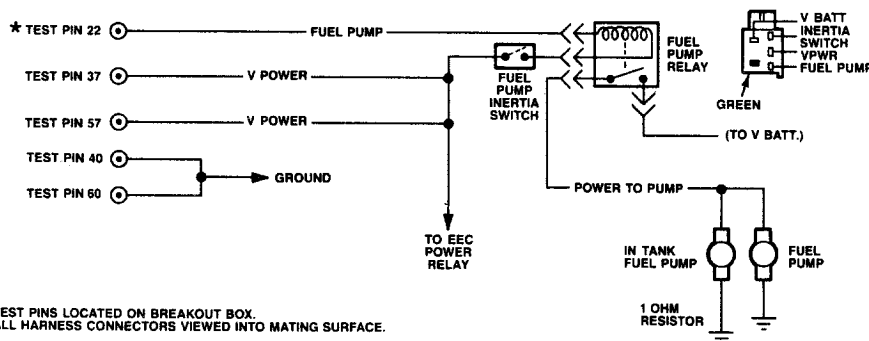 * TEST PIN 22
FUEL PUMP
TEST PIN 37
V POWER
TEST PIN 57
V POWER
TEST PIN 40
TEST PIN 60
GROUND
TO EEC
POWER
RELAY
FUEL
PUMP
INERTIA
SWITCH
FUEL
PUMP
RELAY
V BATT
INERTIA
SWITCH
VPWR
FUEL PUMP
GREEN
(TO V BATT.)
POWER TO PUMP
IN TANK
FUEL PUMP
FUEL
PUMP
1 OHM
RESISTOR
EST PINS LOCATED ON BREAKOUT BOX.
ALL HARNESS CONNECTORS VIEWED INTO MATING SURFACE.